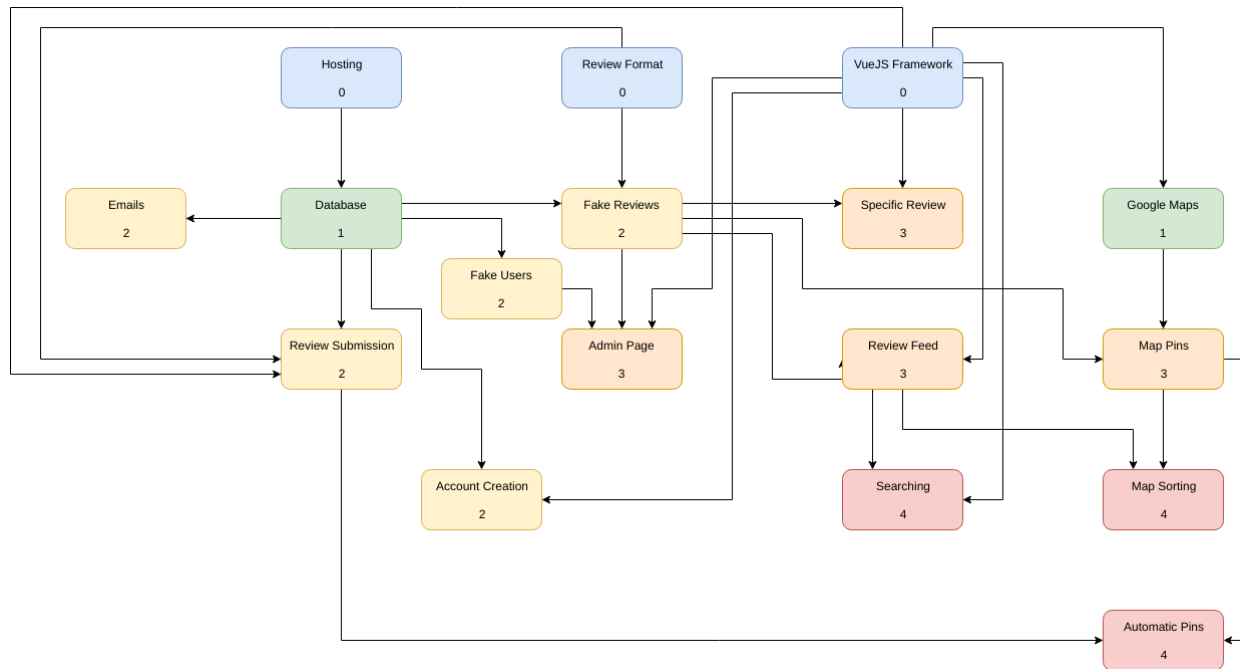 Hosting
0
Review Format
0
VueJS Framework
0
Emails
2
Database
1
Fake Reviews
2
Specific Review
3
Google Maps
1
Fake Users
2
Review Submission
2
Admin Page
3
Review Feed
3
Map Pins
3
Account Creation
2
Searching
4
Map Sorting
4
Automatic Pins
4